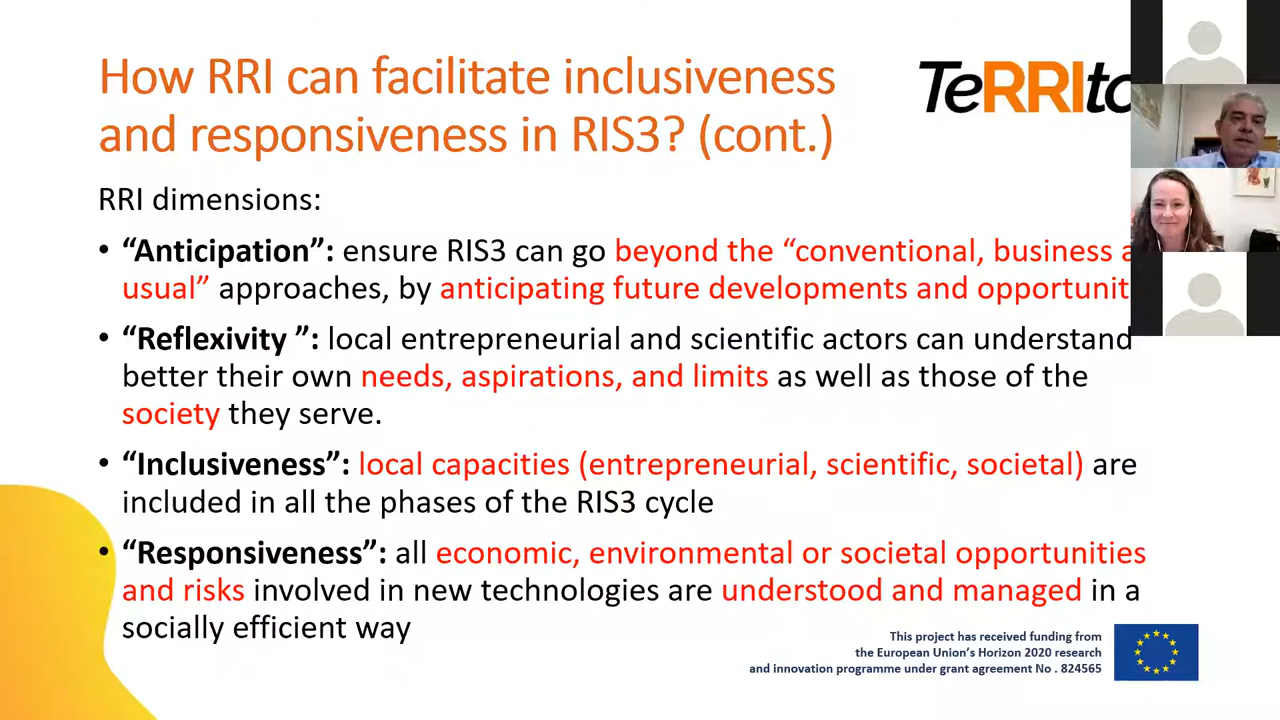 How RRI can facilitate inclusiveness
and responsiveness in RIS3? (cont.)
TeRRIto
RRI dimensions:
• “Anticipation”: ensure RIS3 can go beyond the “conventional, business
usual” approaches, by anticipating future developments and
• “Reflexivity ”: local entrepreneurial and scientific actors can understand
better their own needs, aspirations, and limits as well as those of the
society they serve.
• “Inclusiveness”: local capacities (entrepreneurial, scientific, societal) are
included in all the phases of the RIS3 cycle
• “Responsiveness”: all economic, environmental or societal opportunities
and risks involved in new technologies are understood and managed in a
socially efficient way
This project has received funding from
the European Union’s Horizon 2020 research
and innovation programme under grant agreement No . 824565